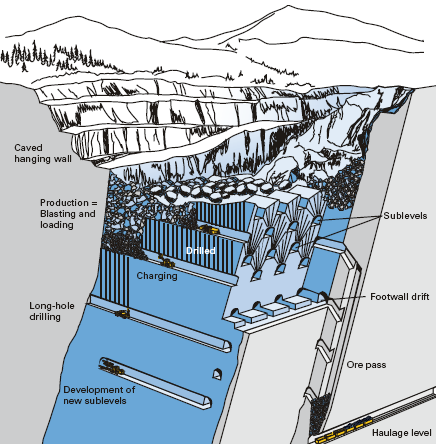 Caved
hanging wall
Production =
Blasting and
loading
Sublevels
Drilled
Charging
Footwall drift
Long-hole
drilling
Ore pass
Development of
new sublevels
Haulage level